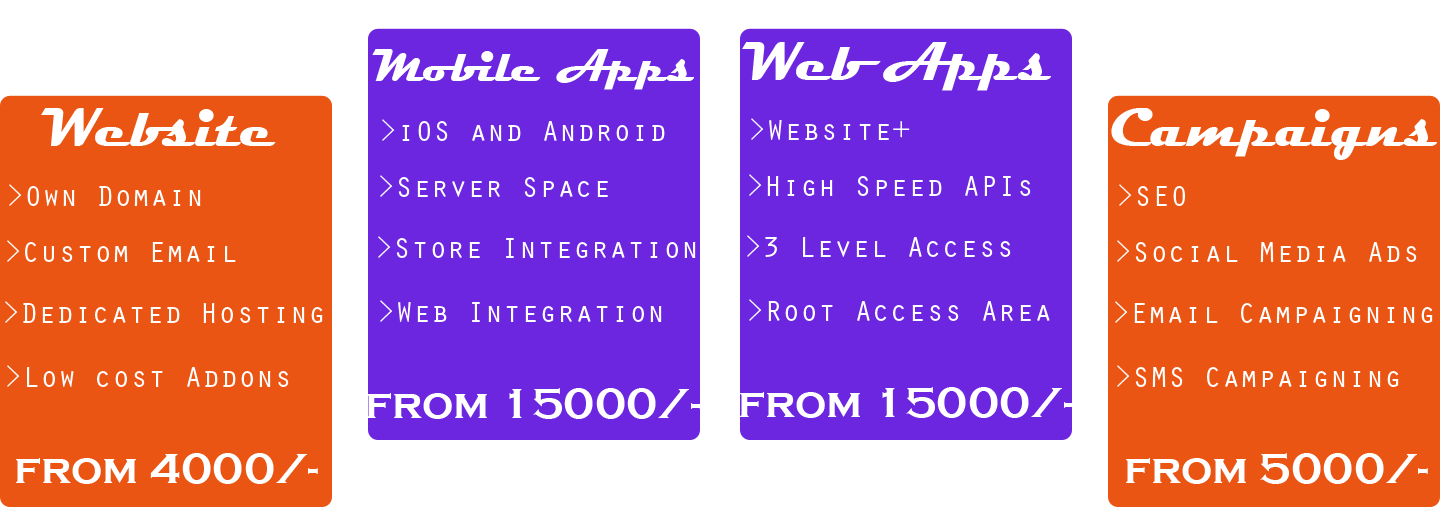 Website
>Own Domain
>Custom Email
>Dedicated Hosting
>Low cost Addons
FROM 4000/-
Mobile Apps
>iOS and Android
>Server Space
>Store Integration
>Web Integration
FROM 15000/-
Web Apps
>Website+
>High Speed APIs
>3 Level Access
>Root Access Area
FROM 15000/-
Campaigns
>SEO
>Social Media Ads
>Email Campaigning
>SMS Campaigning
FROM 5000/-